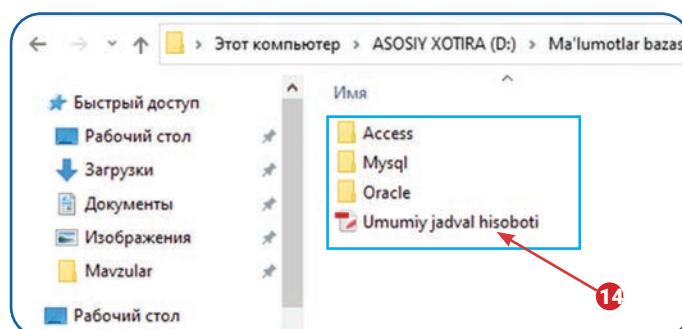 Этот компьютер > ASOSIY XOTIRA (D:) > Ma'lumotlar bazas
Быстрый доступ
Рабочий стол
Загрузки
Документы
Изображения
Mavzular
Рабочий стол
Имя
Access
Mysql
Oracle
Umumiy jadval hisoboti
14